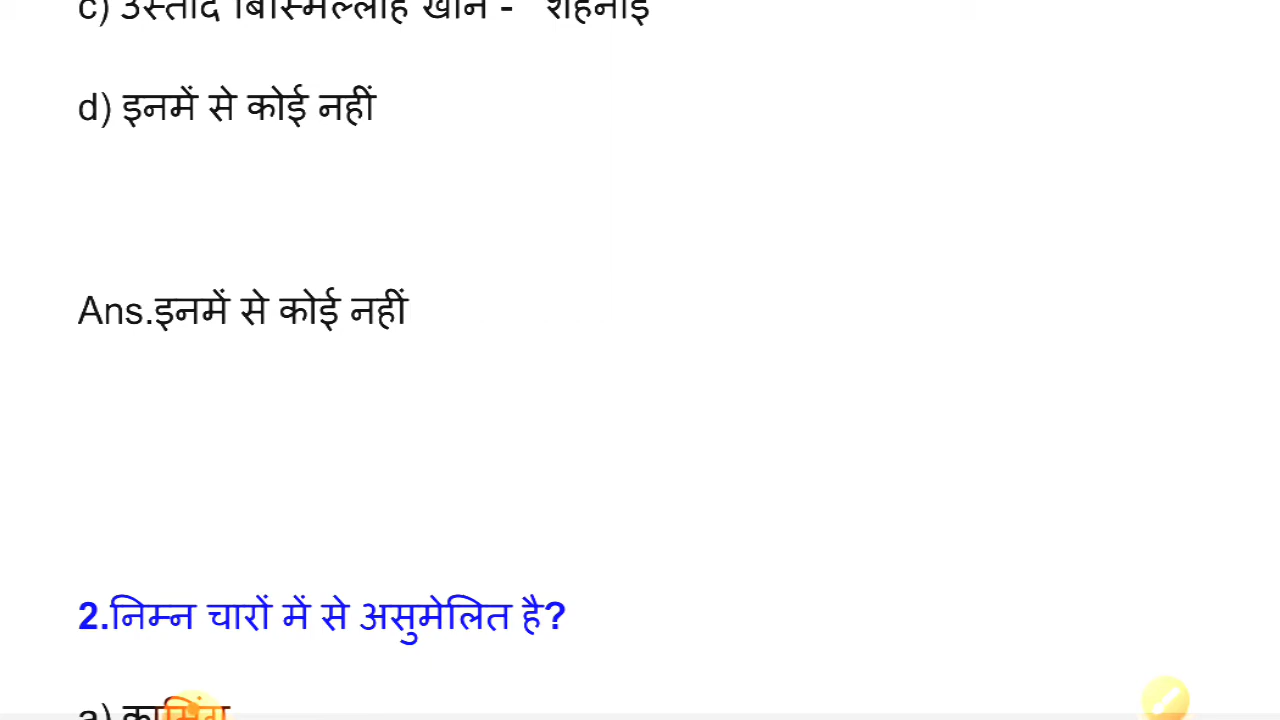 c) उस्ताद बिस्मिल्लाह खान - शहनाई
d) इनमें से कोई नहीं
Ans.इनमें से कोई नहीं
2.निम्न चारों में से असुमेलित है?
a)